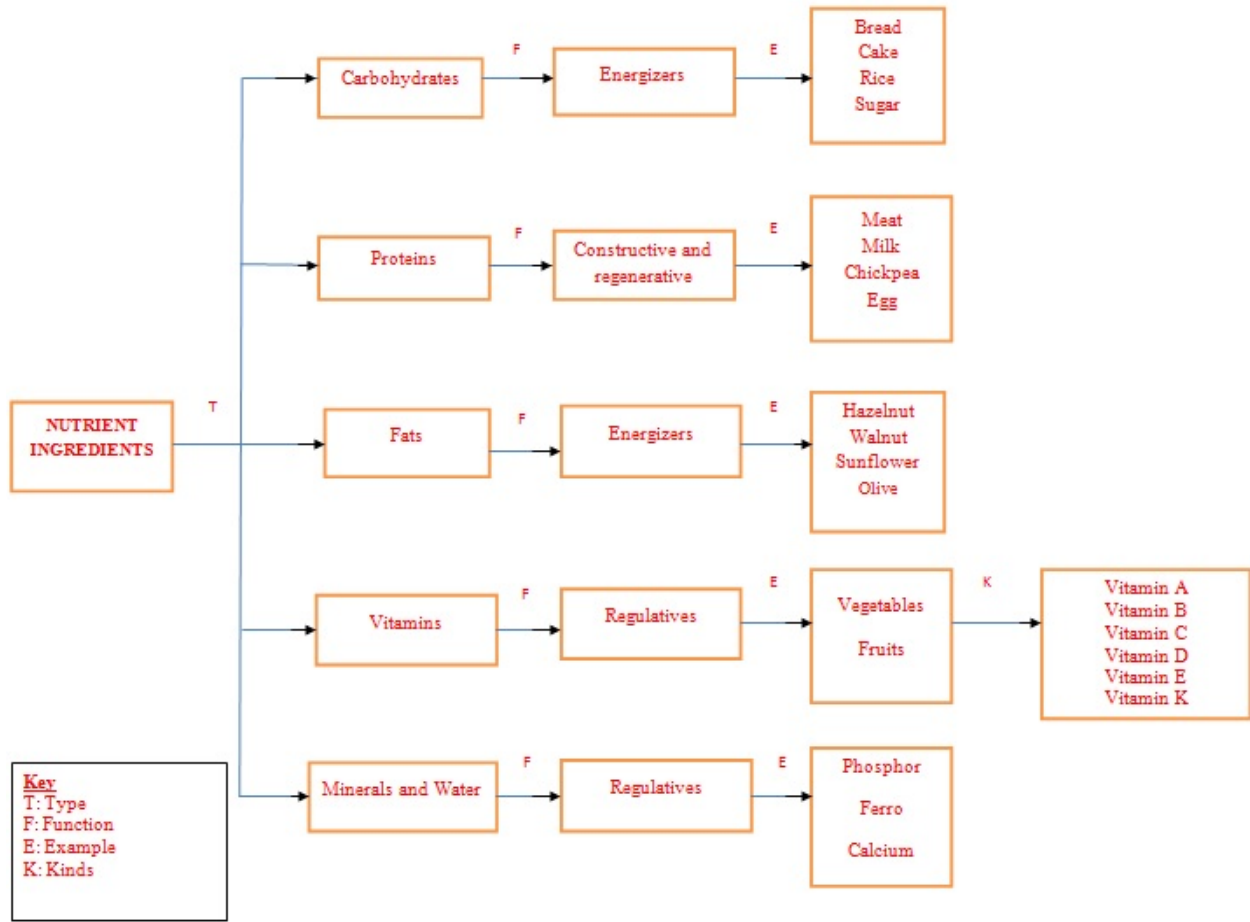 NUTRIENT
INGREDIENTS
T
Carbohydrates
F
Energizers
E
Bread
Cake
Rice
Sugar
Proteins
F
Constructive and
regenerative
E
Meat
Milk
Chickpea
Egg
Fats
F
Energizers
E
Hazelnut
Walnut
Sunflower
Olive
Vitamins
F
Regulatives
E
Vegetables
Fruits
K
Vitamin A
Vitamin B
Vitamin C
Vitamin D
Vitamin E
Vitamin K
Minerals and Water
F
Regulatives
E
Phosphor
Ferro
Calcium
Key
T: Type
F: Function
E: Example
K: Kinds